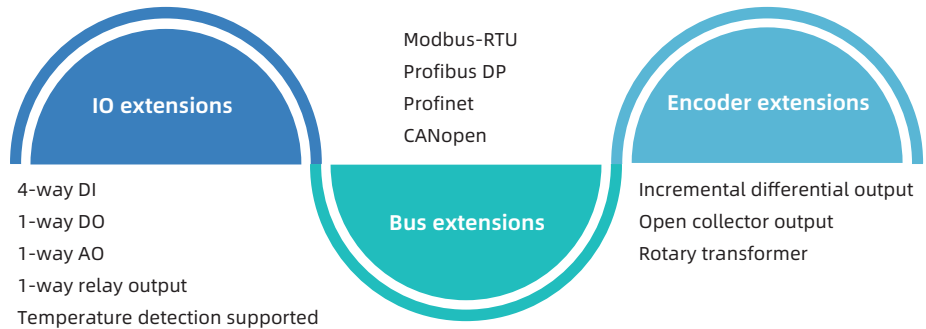 IO extensions
4-way DI
1-way DO
1-way AO
1-way relay output
Temperature detection supported
Modbus-RTU
Profibus DP
Profinet
CANopen
Bus extensions
Encoder extensions
Incremental differential output
Open collector output
Rotary transformer